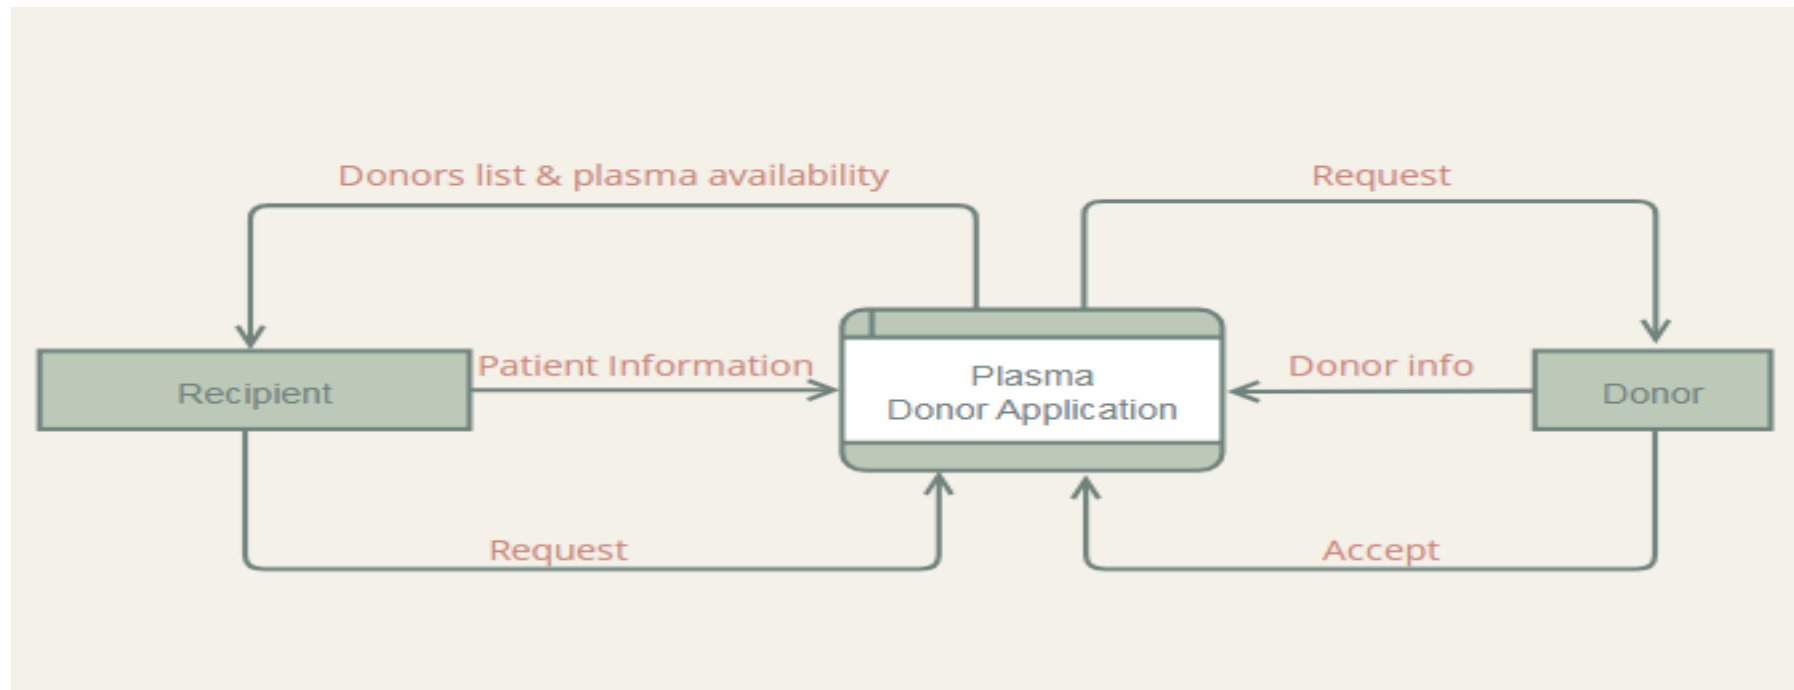 Donors list & plasma availability
Request
Patient Information
Donor info
Recipient
Plasma
Donor Application
Donor
Request
Accept